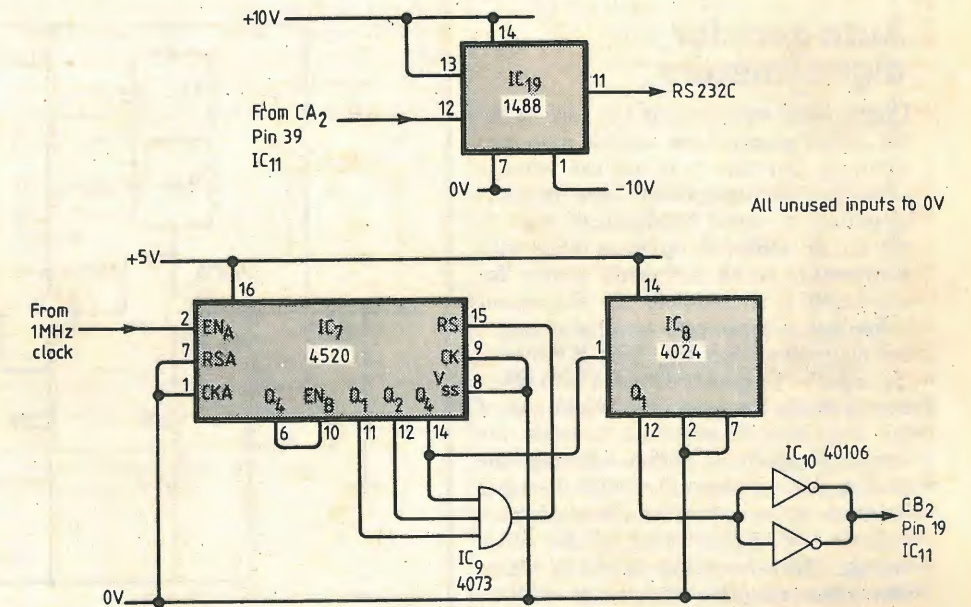 +10V
14
13
IC19
1488
11
RS232C
From CA2
Pin 39
IC11
12
7
1
0V
-10V
All unused inputs to 0V
+5V
16
14
From
1MHz
clock
2
ENA
IC7
4520
RS
15
7
RSA
CK
9
1
CKA
VSS
8
Q4
ENB
Q1
Q2
Q4
6
10
11
12
14
IC8
4024
1
Q1
12
2
7
IC10 40106
CB2
Pin 19
IC11
IC9
4073
0V